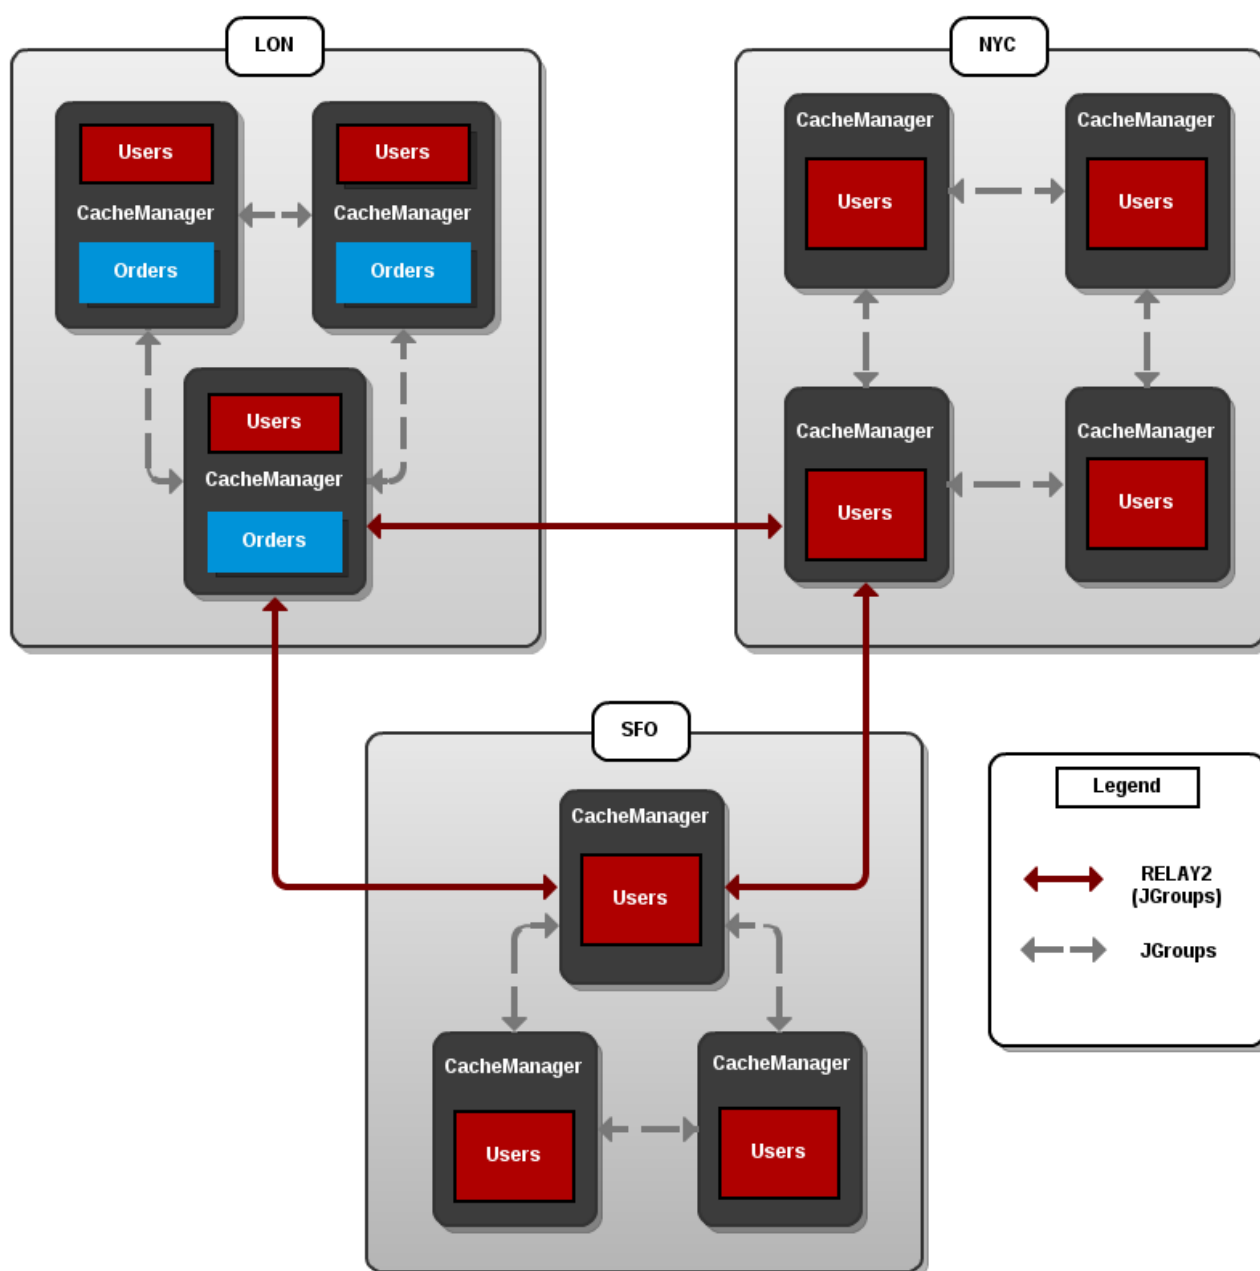 LON
Users
Users
CacheManager
CacheManager
Orders
Orders
Users
CacheManager
Orders
NYC
CacheManager
CacheManager
Users
Users
CacheManager
CacheManager
Users
Users
SFO
CacheManager
Users
CacheManager
CacheManager
Users
Users
Legend
RELAY2
(JGroups)
JGroups